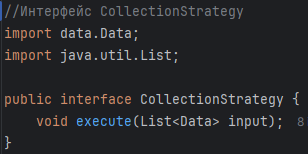 //Интерфейс CollectionStrategy
import data.Data;
import java.util.List;
public interface CollectionStrategy {
    void execute(List<Data> input); 8
}